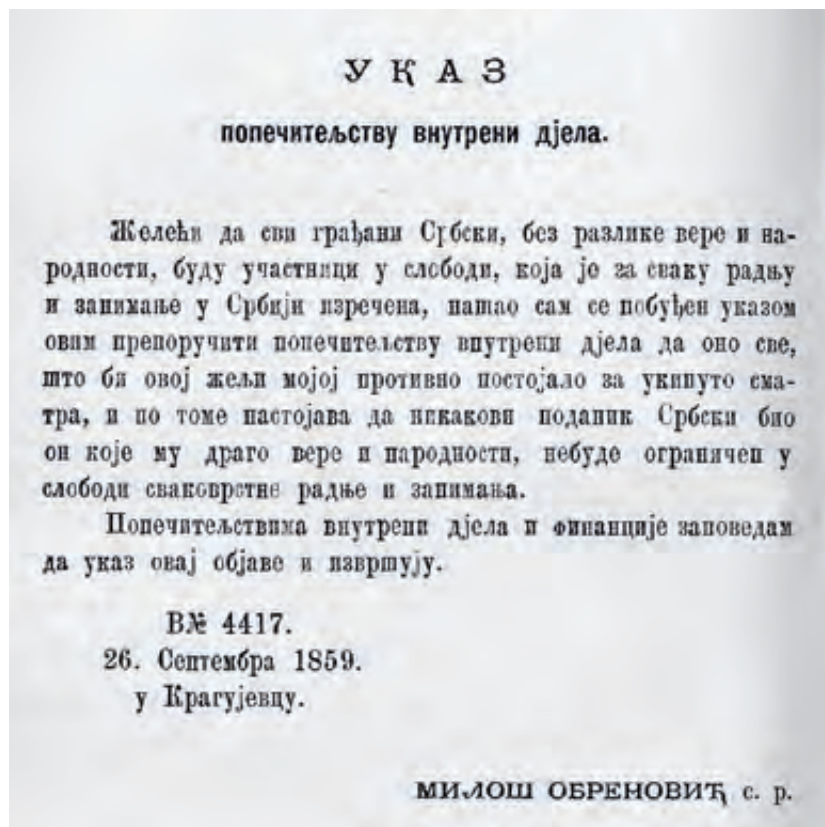 УКАЗ
попечитељству внутрени дјела.
Желећи да сви грађани Србски, без разлике вере и на-
родности, буду участници у слободи, која је за сваку радњу
и занимање у Србији изречена, нашао сам се побуђен указом
овим препоручити попечитељству внутрени дјела да оно све,
што би овој жељи мојој противно постојало за укинуто сма-
тра, и по томе настојава да никакови поданик Србски био
он које му драго вере и народности, небуде ограничен у
слободи сваковрстне радње и занимања.
Попечитељствима внутрени дјела и финанције заповедам
да указ овај објаве и извршују.
В№ 4417.
26. Септембра 1859.
у Крагујевцу.
МИЛОШ ОБРЕНОВИЋ с. р.